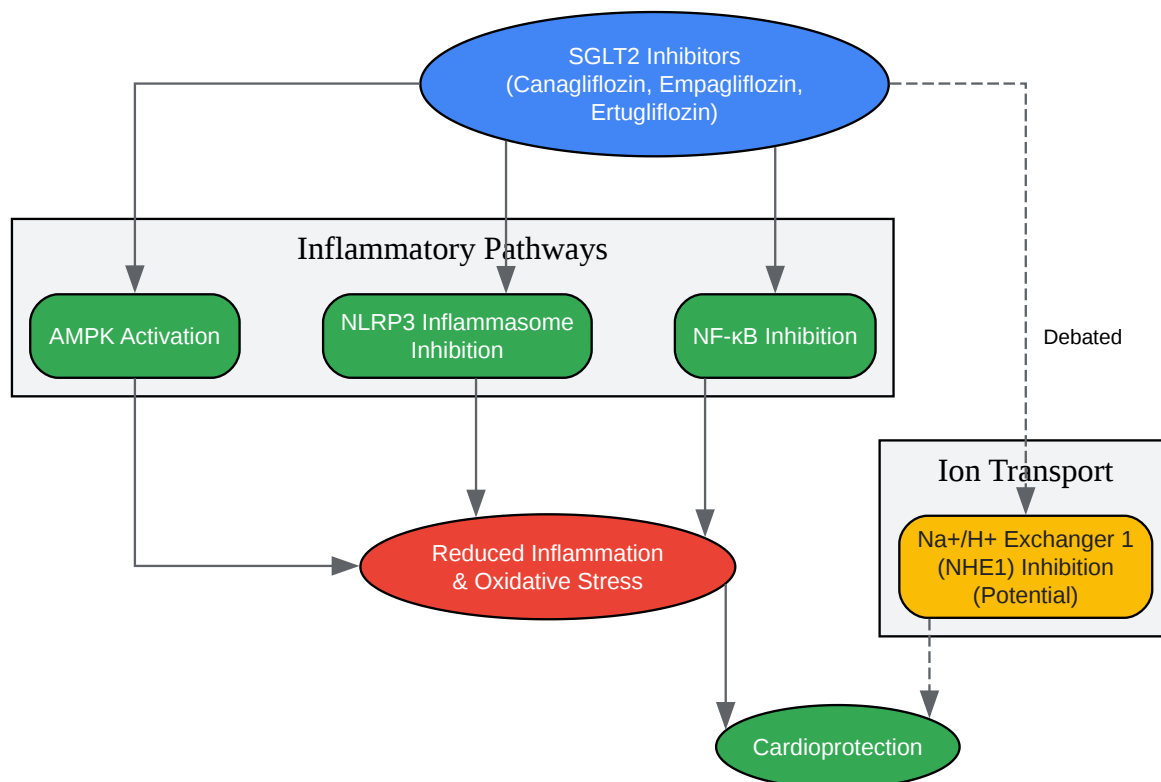 SGLT2 Inhibitors
(Canagliflozin, Empagliflozin,
Ertugliflozin)
Inflammatory Pathways
AMPK Activation
NLRP3 Inflammasome
Inhibition
NF-κB Inhibition
Debated
Ion Transport
Na+/H+ Exchanger 1
(NHE1) Inhibition
(Potential)
Reduced Inflammation
& Oxidative Stress
Cardioprotection